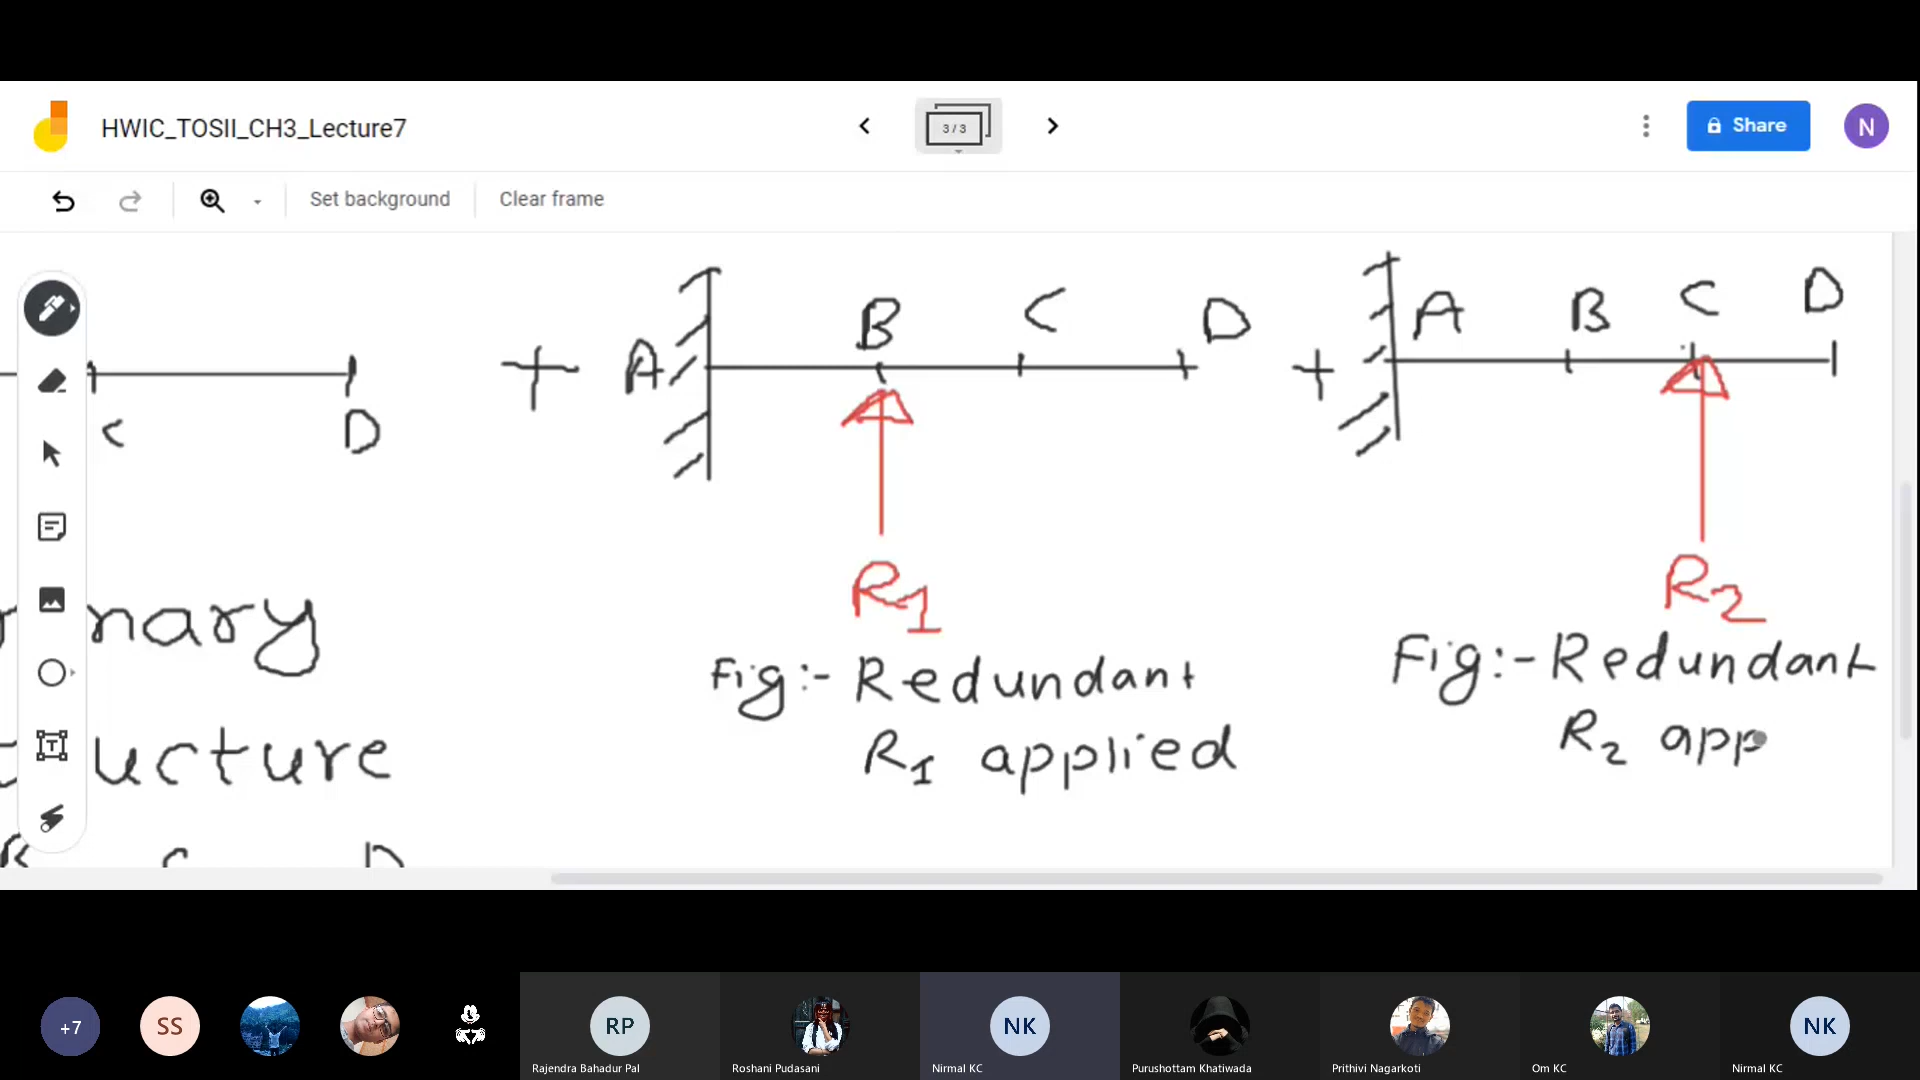 HWIC_TOSII_CH3_Lecture7
3 / 3
Share
N
Set background
Clear frame
C D
A B C D
A B C D
+ +
R1
R2
nary
ucture
Fig:- Redundant
R1 applied
Fig:- Redundant
R2 app
B C D
+7
SS
RP
NK
NK
Rajendra Bahadur Pal
Roshani Pudasani
Nirmal KC
Purushottam Khatiwada
Prithivi Nagarkoti
Om KC
Nirmal KC